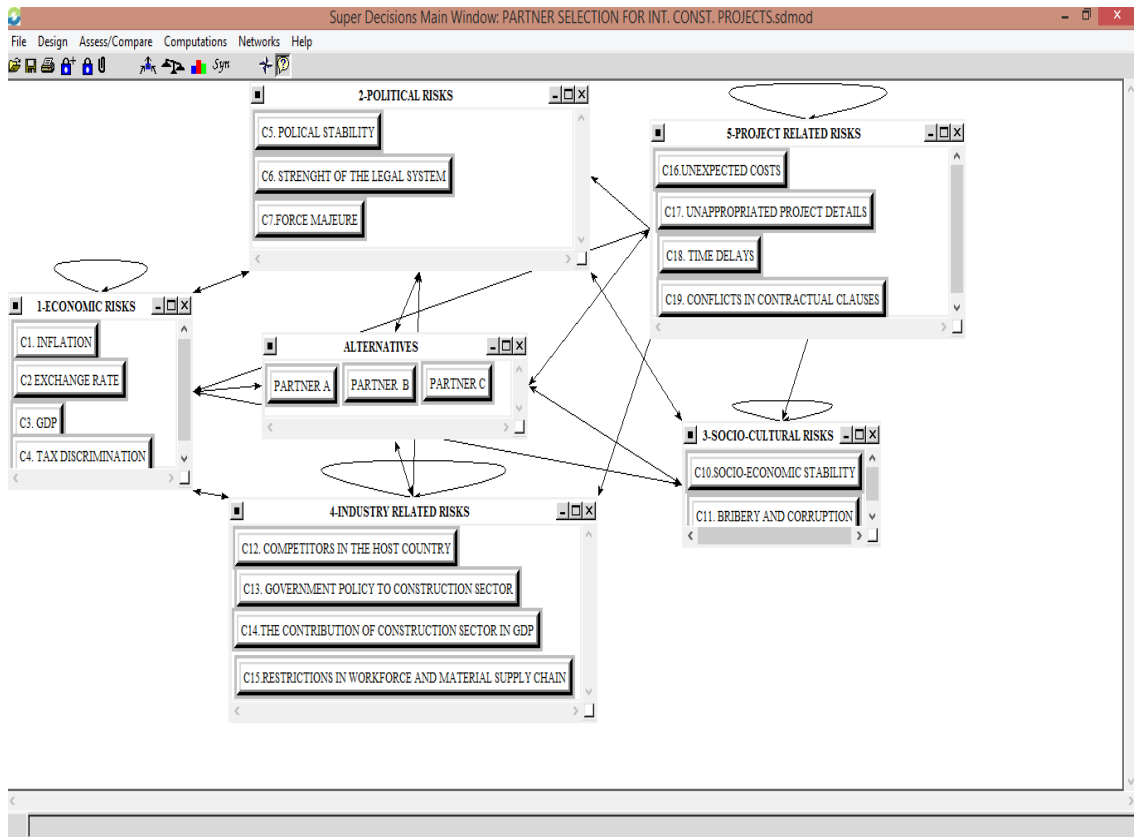 Super Decisions Main Window: PARTNER SELECTION FOR INT. CONST. PROJECTS.sdmod
File Design Assess/Compare Computations Networks Help
Syn
2-POLITICAL RISKS
C5. POLICAL STABILITY
C6. STRENGHT OF THE LEGAL SYSTEM
C7.FORCE MAJEURE
5-PROJECT RELATED RISKS
C16.UNEXPECTED COSTS
C17. UNAPPROPRIATED PROJECT DETAILS
C18. TIME DELAYS
C19. CONFLICTS IN CONTRACTUAL CLAUSES
1-ECONOMIC RISKS
C1. INFLATION
C2 EXCHANGE RATE
C3. GDP
C4. TAX DISCRIMINATION
ALTERNATIVES
PARTNER A PARTNER B PARTNER C
3-SOCIO-CULTURAL RISKS
C10.SOCIO-ECONOMIC STABILITY
C11. BRIBERY AND CORRUPTION
4-INDUSTRY RELATED RISKS
C12. COMPETITORS IN THE HOST COUNTRY
C13. GOVERNMENT POLICY TO CONSTRUCTION SECTOR
C14.THE CONTRIBUTION OF CONSTRUCTION SECTOR IN GDP
C15.RESTRICTIONS IN WORKFORCE AND MATERIAL SUPPLY CHAIN